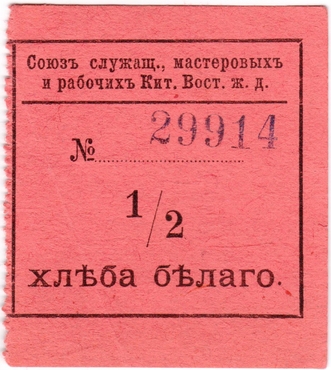 Союзъ служащ., мастеровыхъ
и рабочихъ Кит. Вост. ж. д.
№ 29914
1/2
хлѣба бѣлаго.